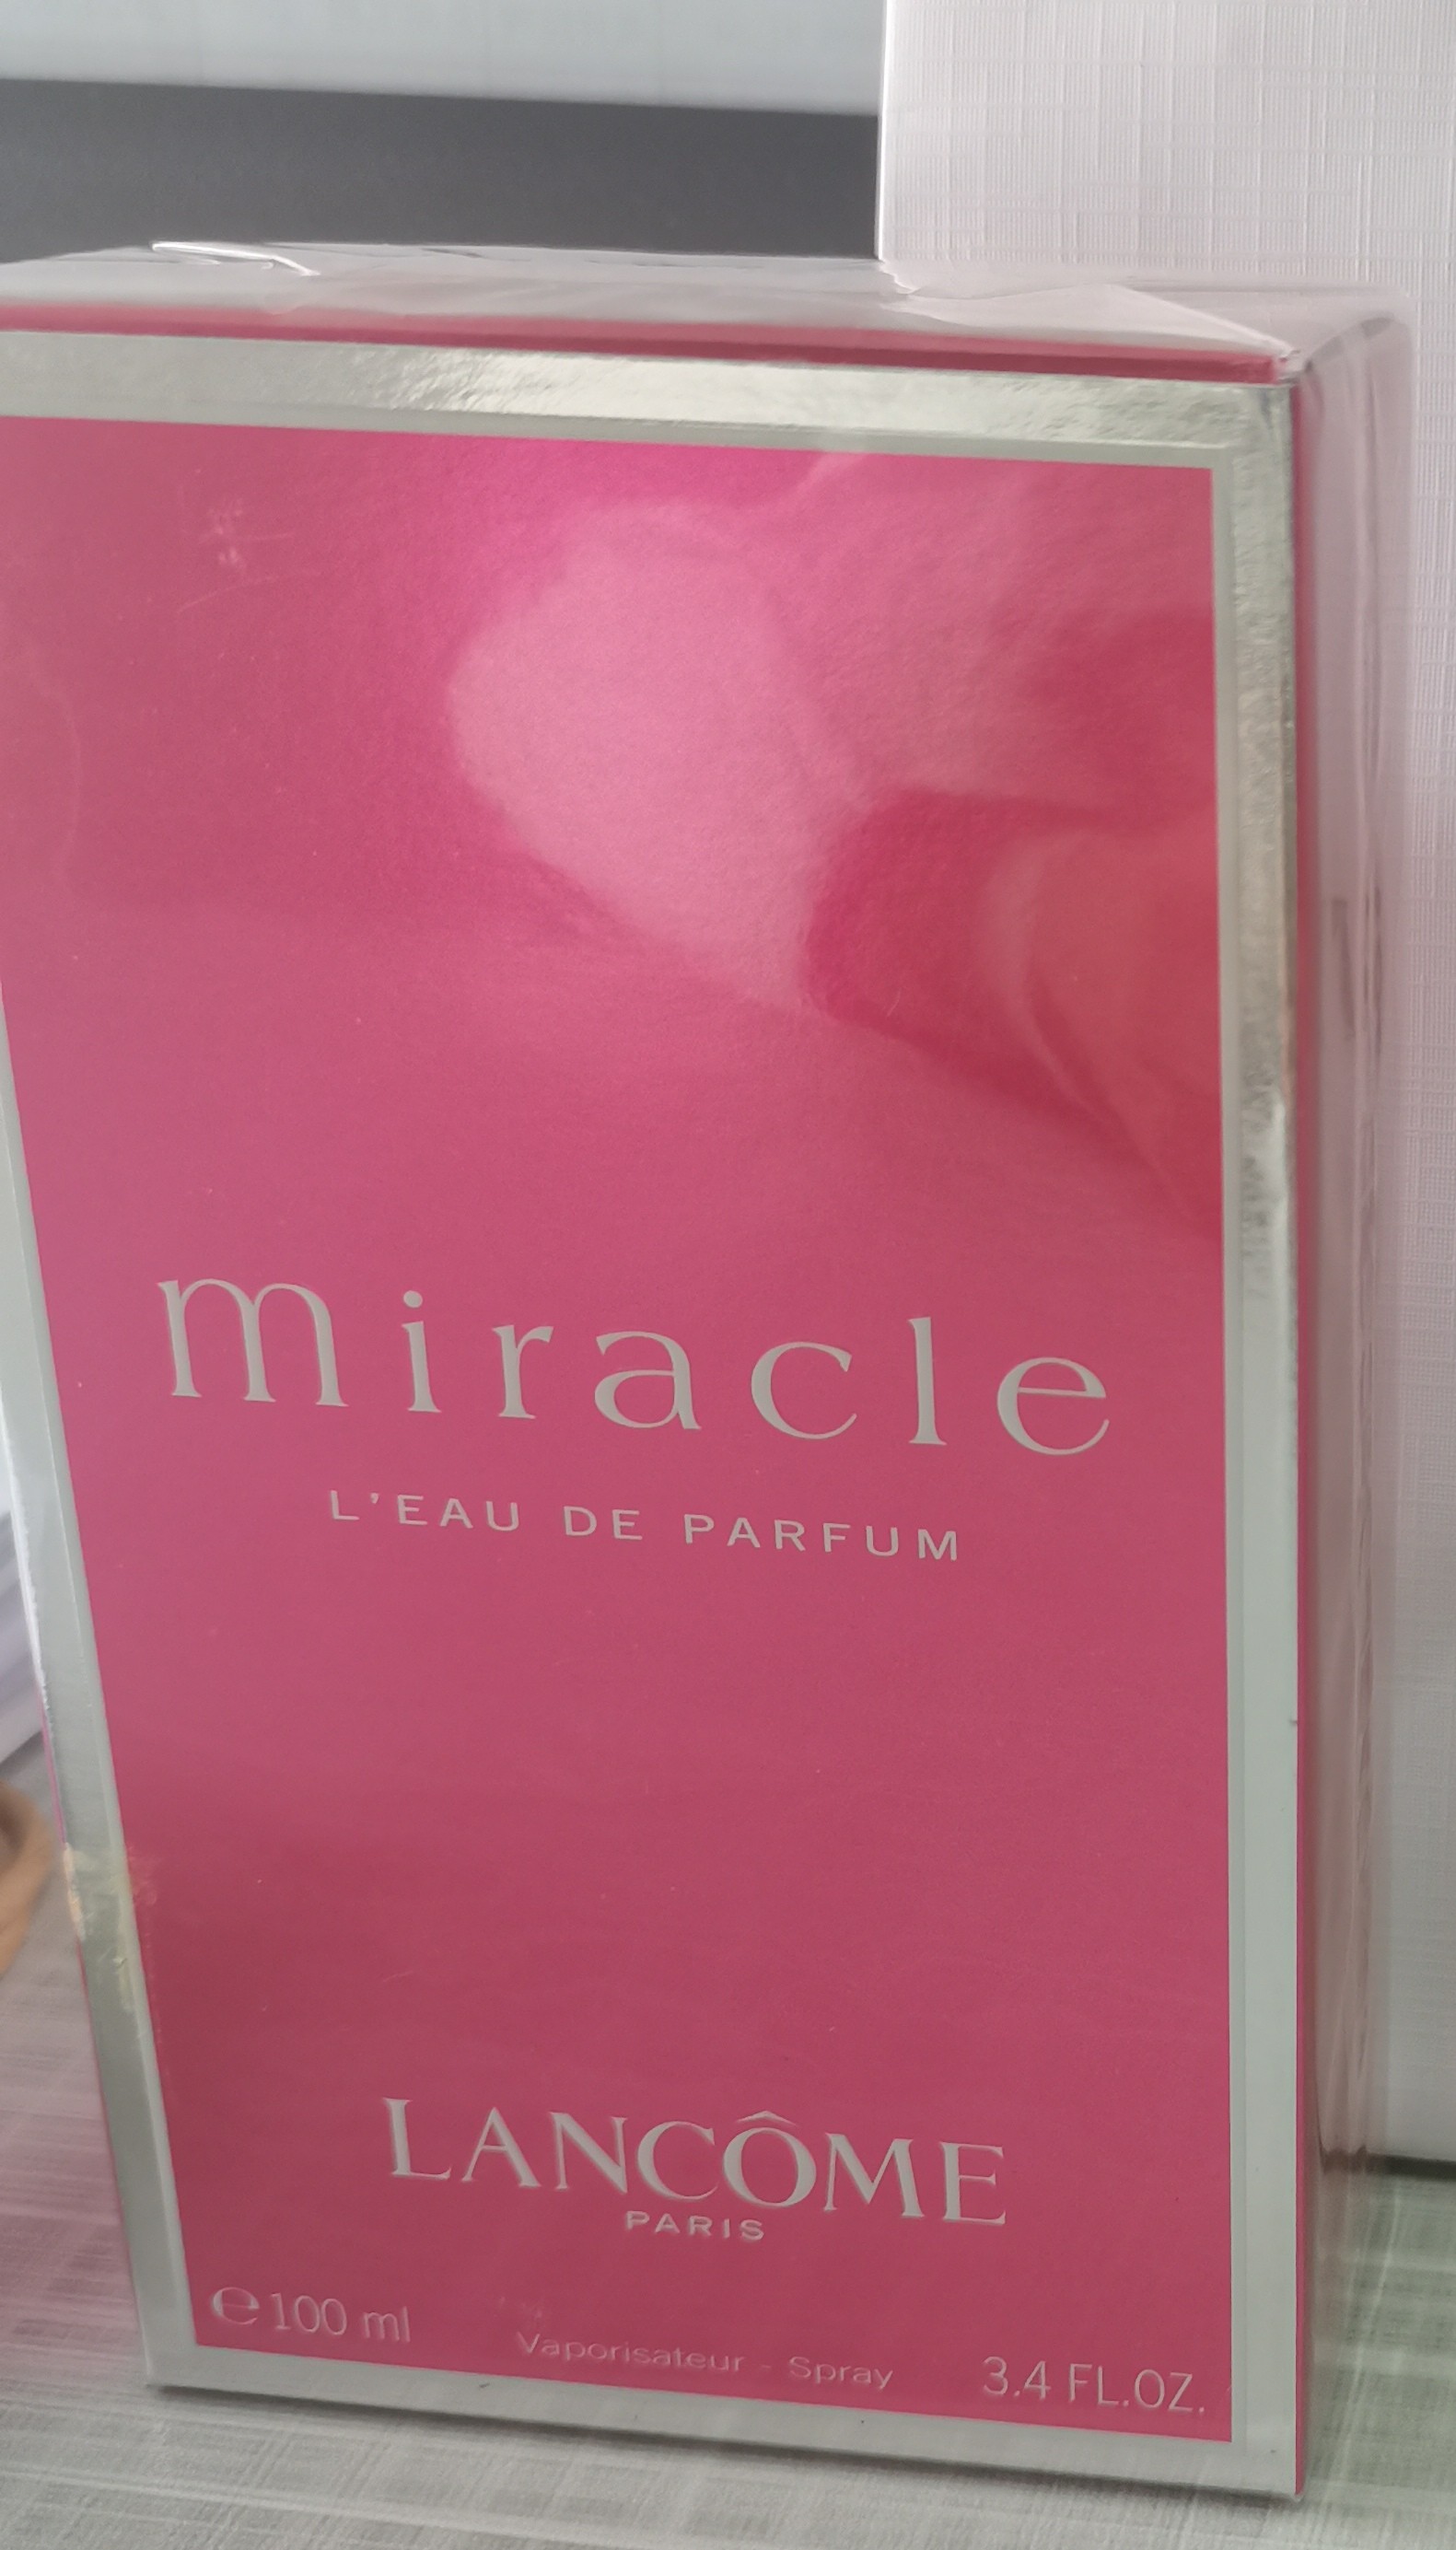 miracle
L'EAU DE PARFUM
LANCÔME
PARIS
℮ 100 ml
Vaporisateur - Spray
3.4 FL.OZ.